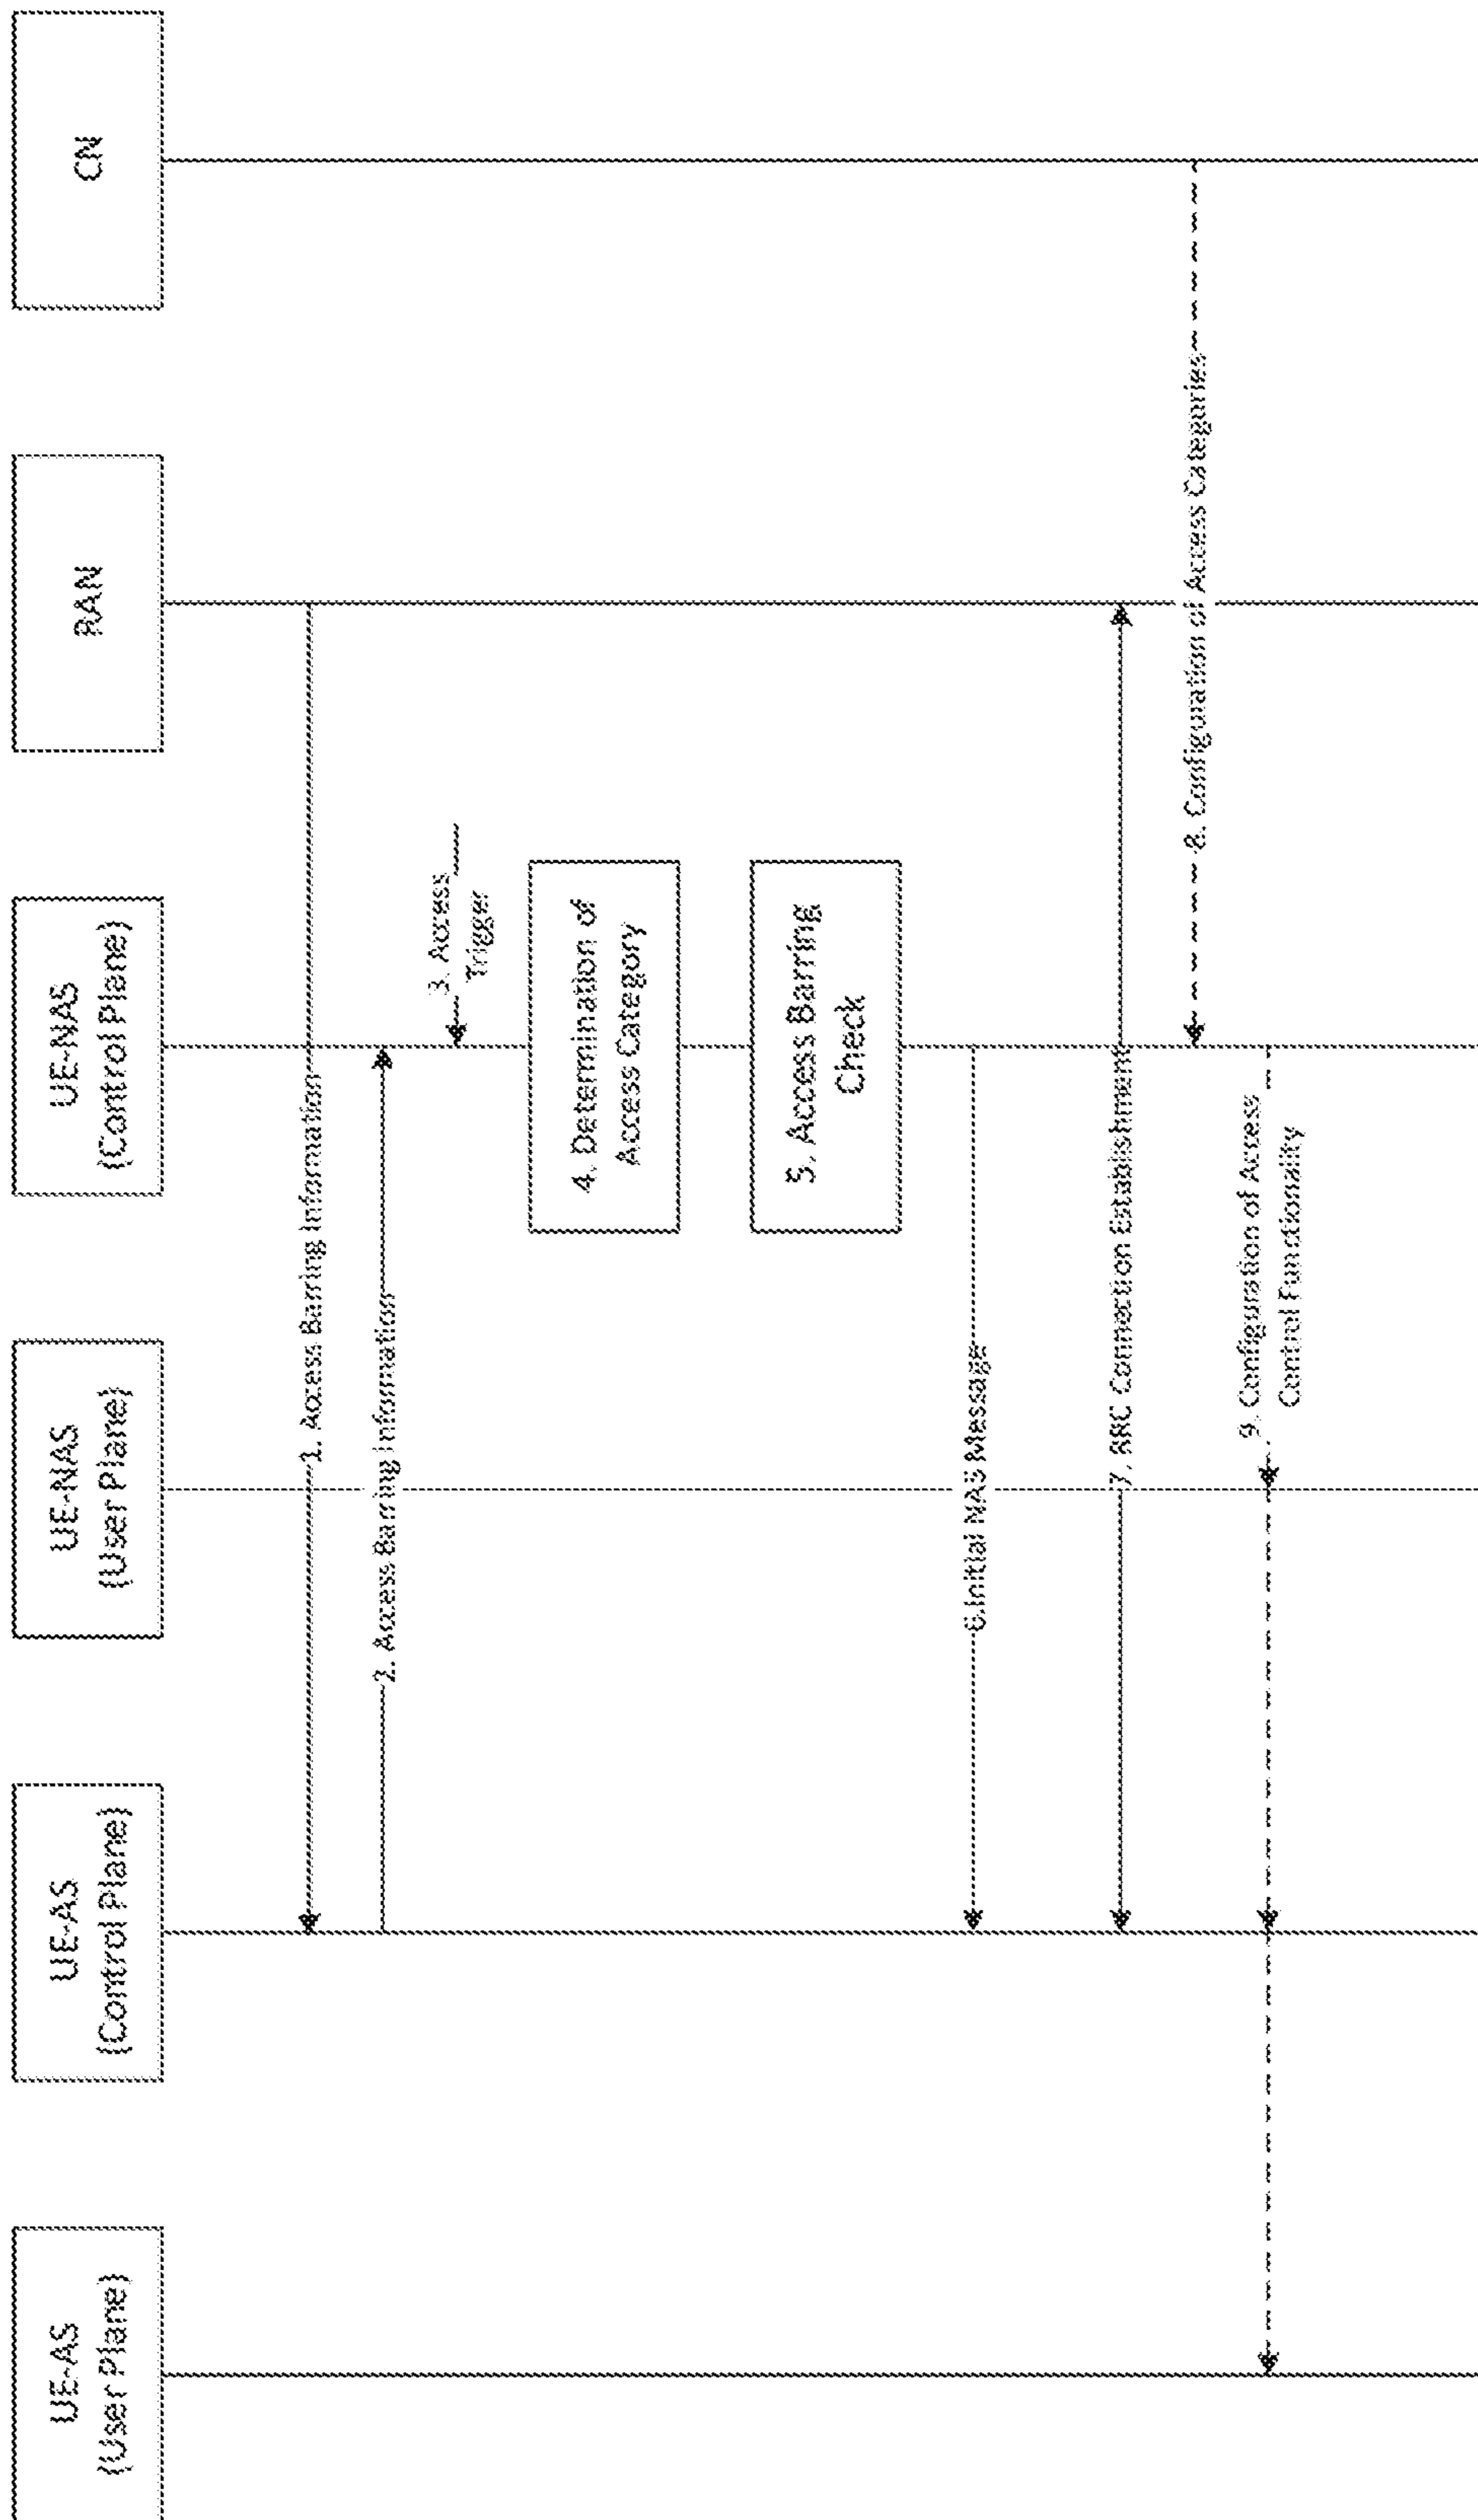 UE-AS
(User Plane)
UE-AS
(Control Plane)
UE-NAS
(User Plane)
UE-NAS
(Control Plane)
RAN
CN
1. Access Barring Information
2. Access Barring Information
3. Access
Trigger
4. Determination of
Access Category
5. Access Barring
Check
6.Initial NAS Message
7. RRC Connection Establishment
8. Configuration of Access Categories
9. Configuration of Access
Control Functionality